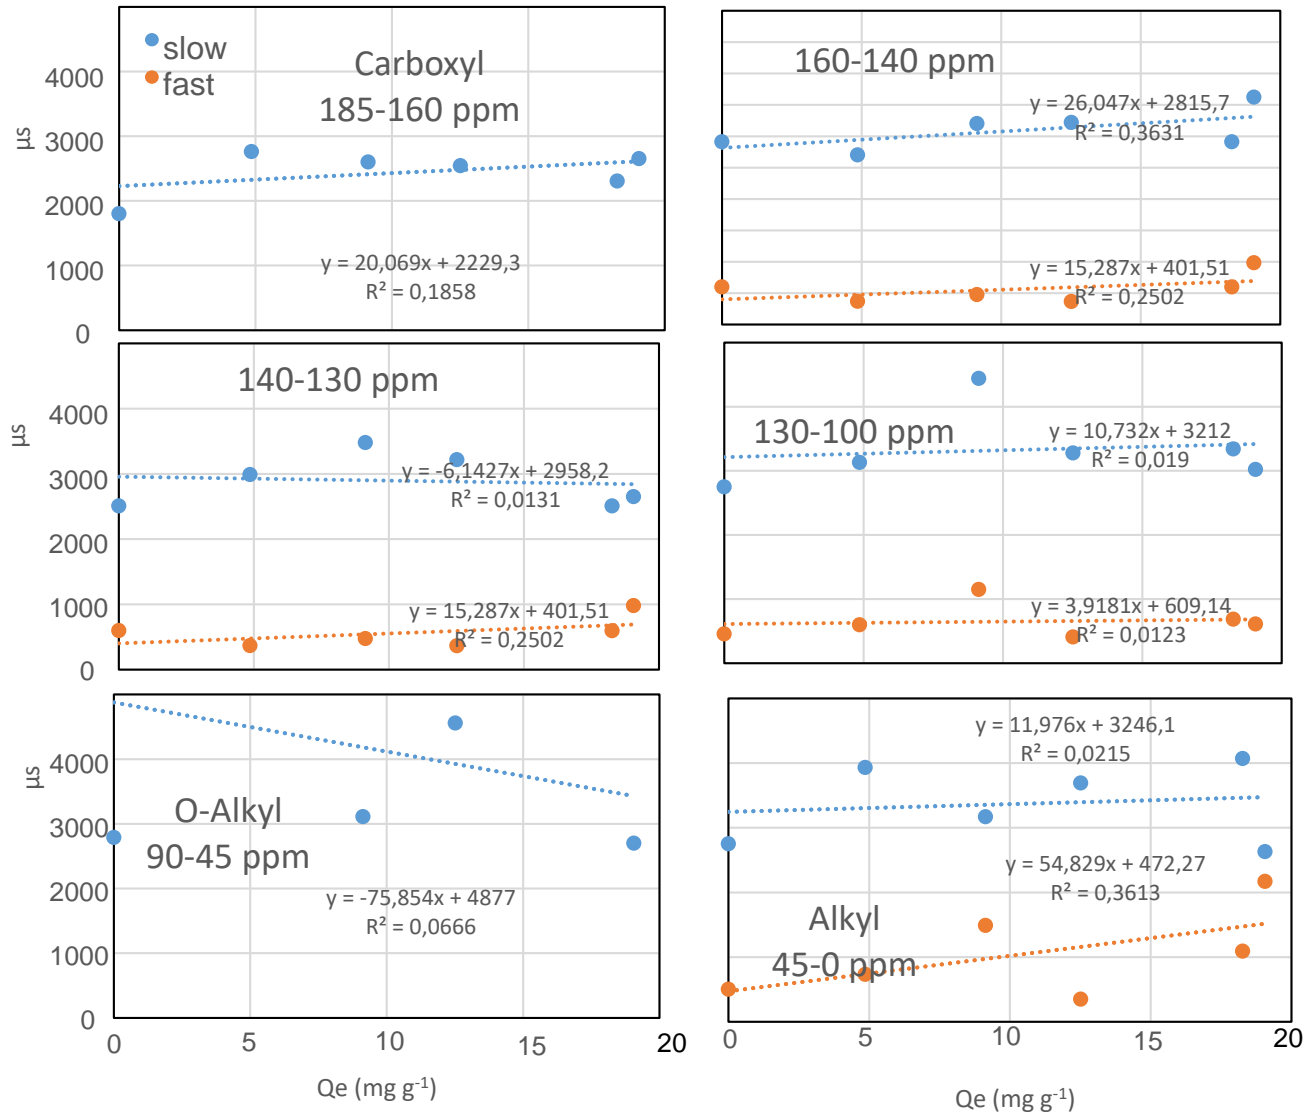 slow
fast
Carboxyl
185-160 ppm
4000
3000
2000
1000
0
µs
y = 20,069x + 2229,3
R² = 0,1858
160-140 ppm
y = 26,047x + 2815,7
R² = 0,3631
y = 15,287x + 401,51
R² = 0,2502
140-130 ppm
4000
3000
2000
1000
0
µs
y = -6,1427x + 2958,2
R² = 0,0131
y = 15,287x + 401,51
R² = 0,2502
130-100 ppm
y = 10,732x + 3212
R² = 0,019
y = 3,9181x + 609,14
R² = 0,0123
4000
3000
2000
1000
0
µs
O-Alkyl
90-45 ppm
y = -75,854x + 4877
R² = 0,0666
0 5 10 15 20
Qe (mg g⁻¹)
y = 11,976x + 3246,1
R² = 0,0215
y = 54,829x + 472,27
R² = 0,3613
Alkyl
45-0 ppm
0 5 10 15 20
Qe (mg g⁻¹)